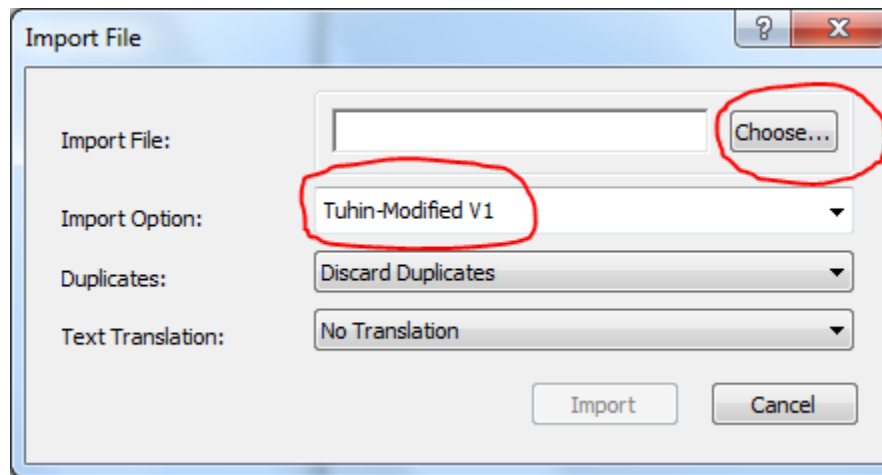 Import File
Import File:
Choose...
Import Option:
Tuhin-Modified V1
Duplicates:
Discard Duplicates
Text Translation:
No Translation
Import
Cancel